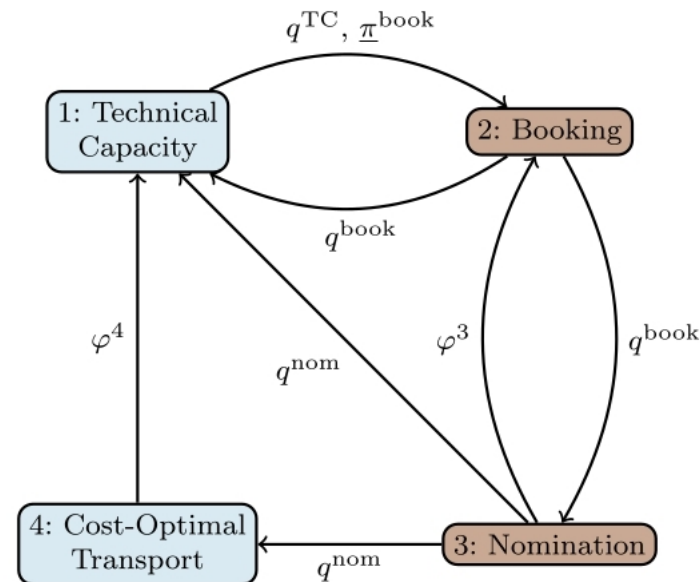 q^TC, π̲^book
1: Technical
Capacity
2: Booking
q^book
φ^4
φ^3
q^book
q^nom
4: Cost-Optimal
Transport
3: Nomination
q^nom